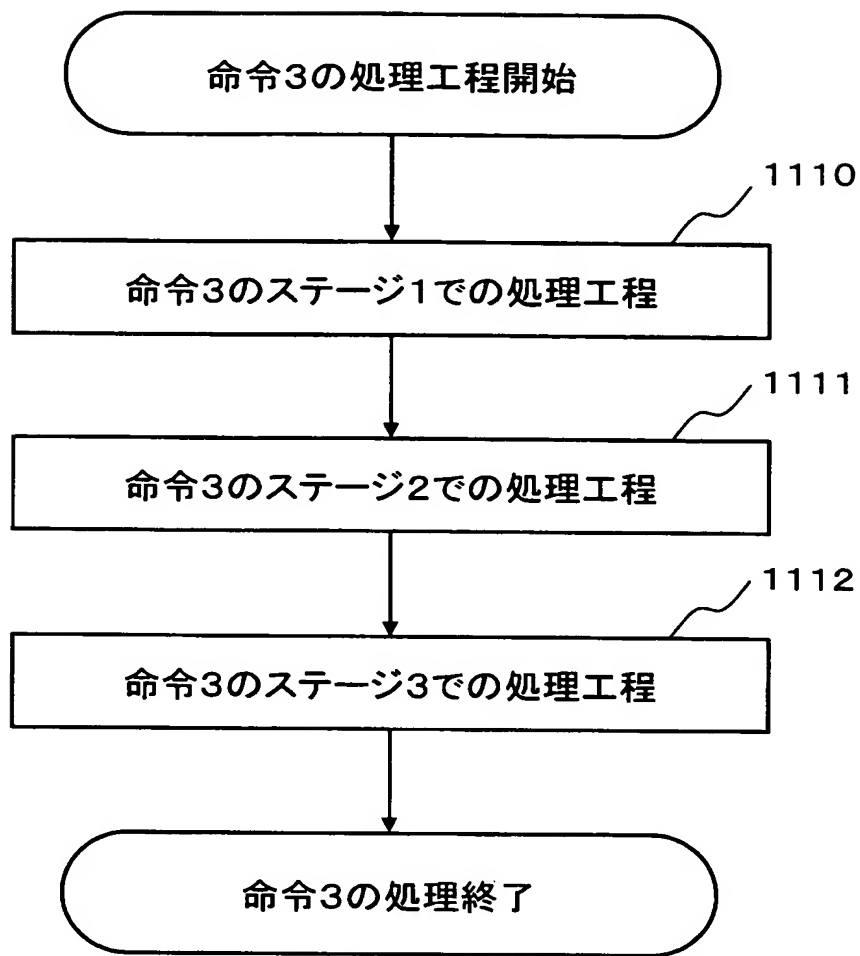 命令3の処理工程開始
1110
命令3のステージ1での処理工程
1111
命令3のステージ2での処理工程
1112
命令3のステージ3での処理工程
命令3の処理終了